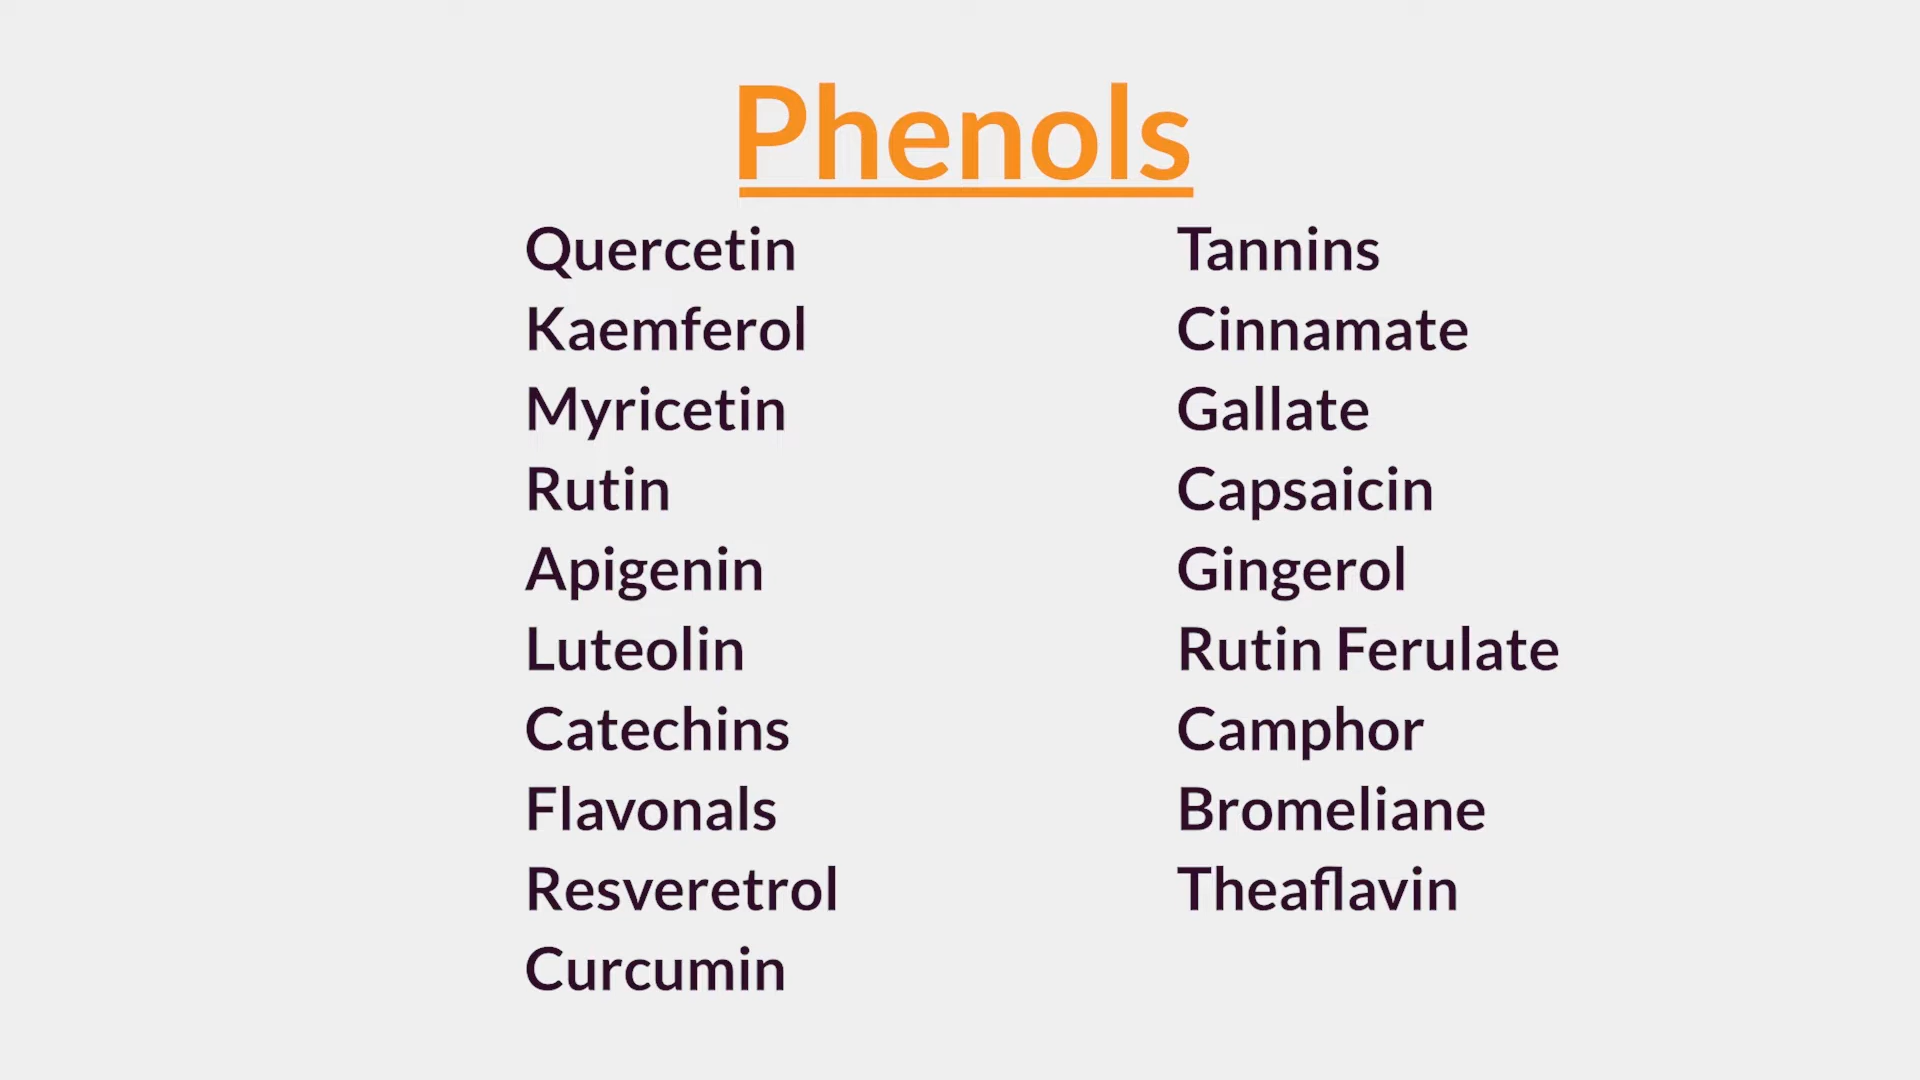 Phenols
Quercetin
Kaemferol
Myricetin
Rutin
Apigenin
Luteolin
Catechins
Flavonals
Resveretrol
Curcumin
Tannins
Cinnamate
Gallate
Capsaicin
Gingerol
Rutin Ferulate
Camphor
Bromeliane
Theaflavin